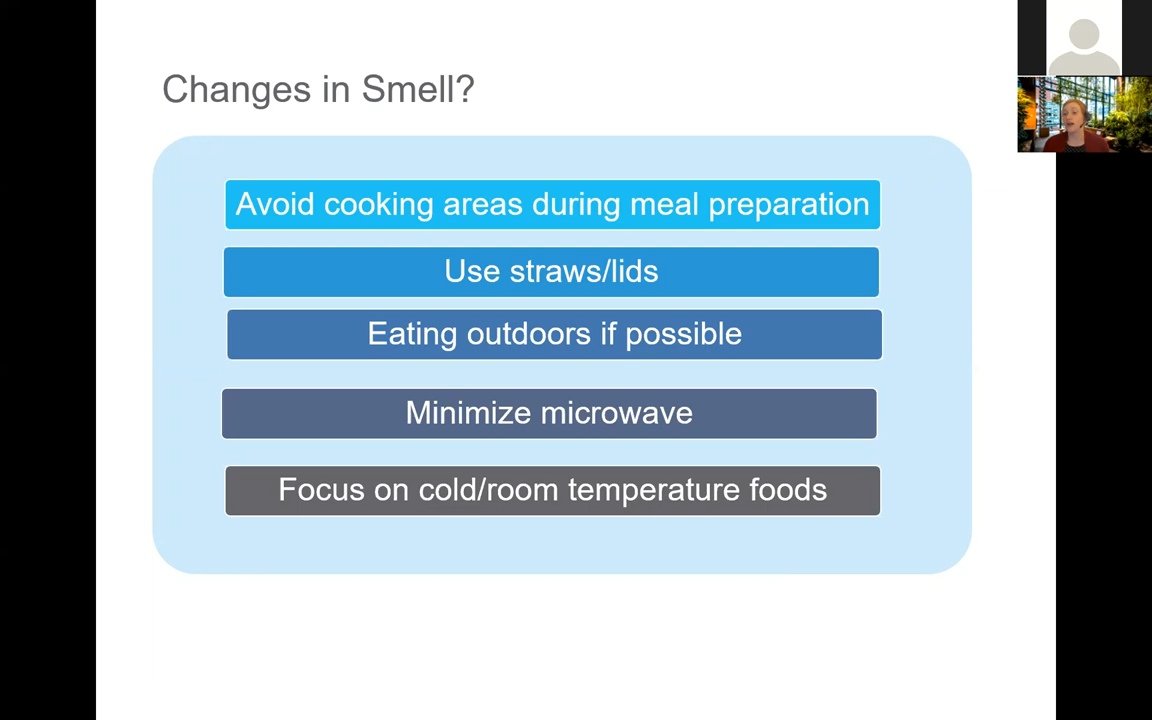 Changes in Smell?
Avoid cooking areas during meal preparation
Use straws/lids
Eating outdoors if possible
Minimize microwave
Focus on cold/room temperature foods